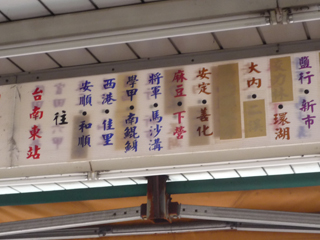 台南東站
往
安順・和順
西港・佳里
學甲・南鯤鯓
將軍・馬沙溝
麻豆・下營
安定・善化
大內・
・環湖
鹽行・新市